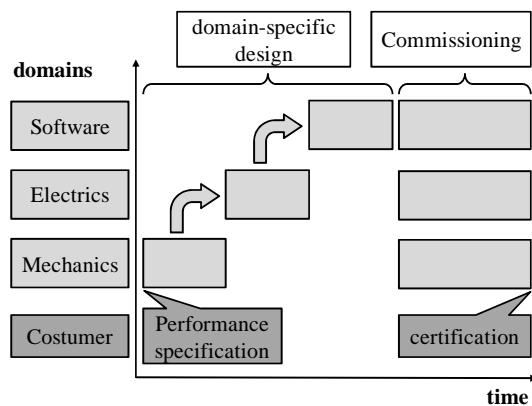 domain-specific
design
Commissioning
domains
Software
Electrics
Mechanics
Costumer
Performance
specification
certification
time